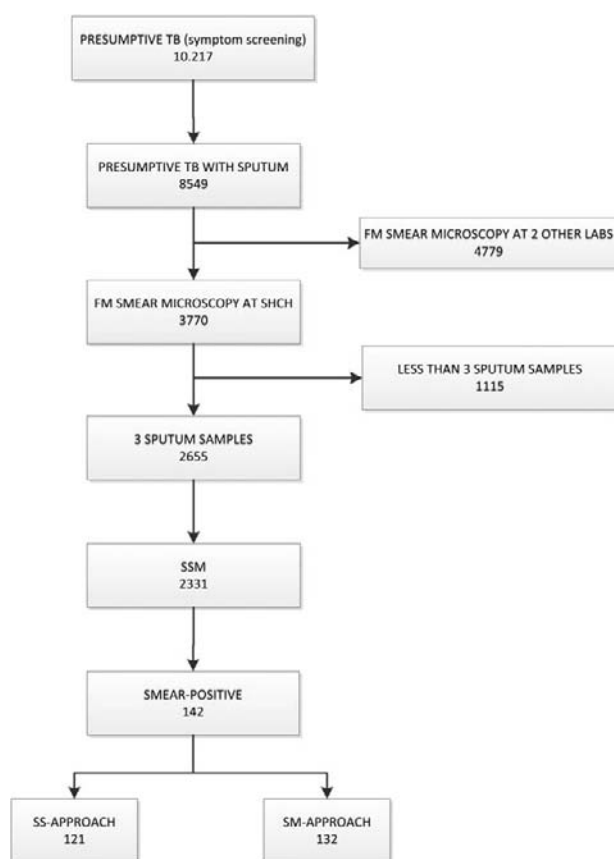 PRESUMPTIVE TB (symptom screening)
10.217
PRESUMPTIVE TB WITH SPUTUM
8549
FM SMEAR MICROSCOPY AT 2 OTHER LABS
4779
FM SMEAR MICROSCOPY AT SHCH
3770
LESS THAN 3 SPUTUM SAMPLES
1115
3 SPUTUM SAMPLES
2655
SSM
2331
SMEAR-POSITIVE
142
SS-APPROACH
121
SM-APPROACH
132